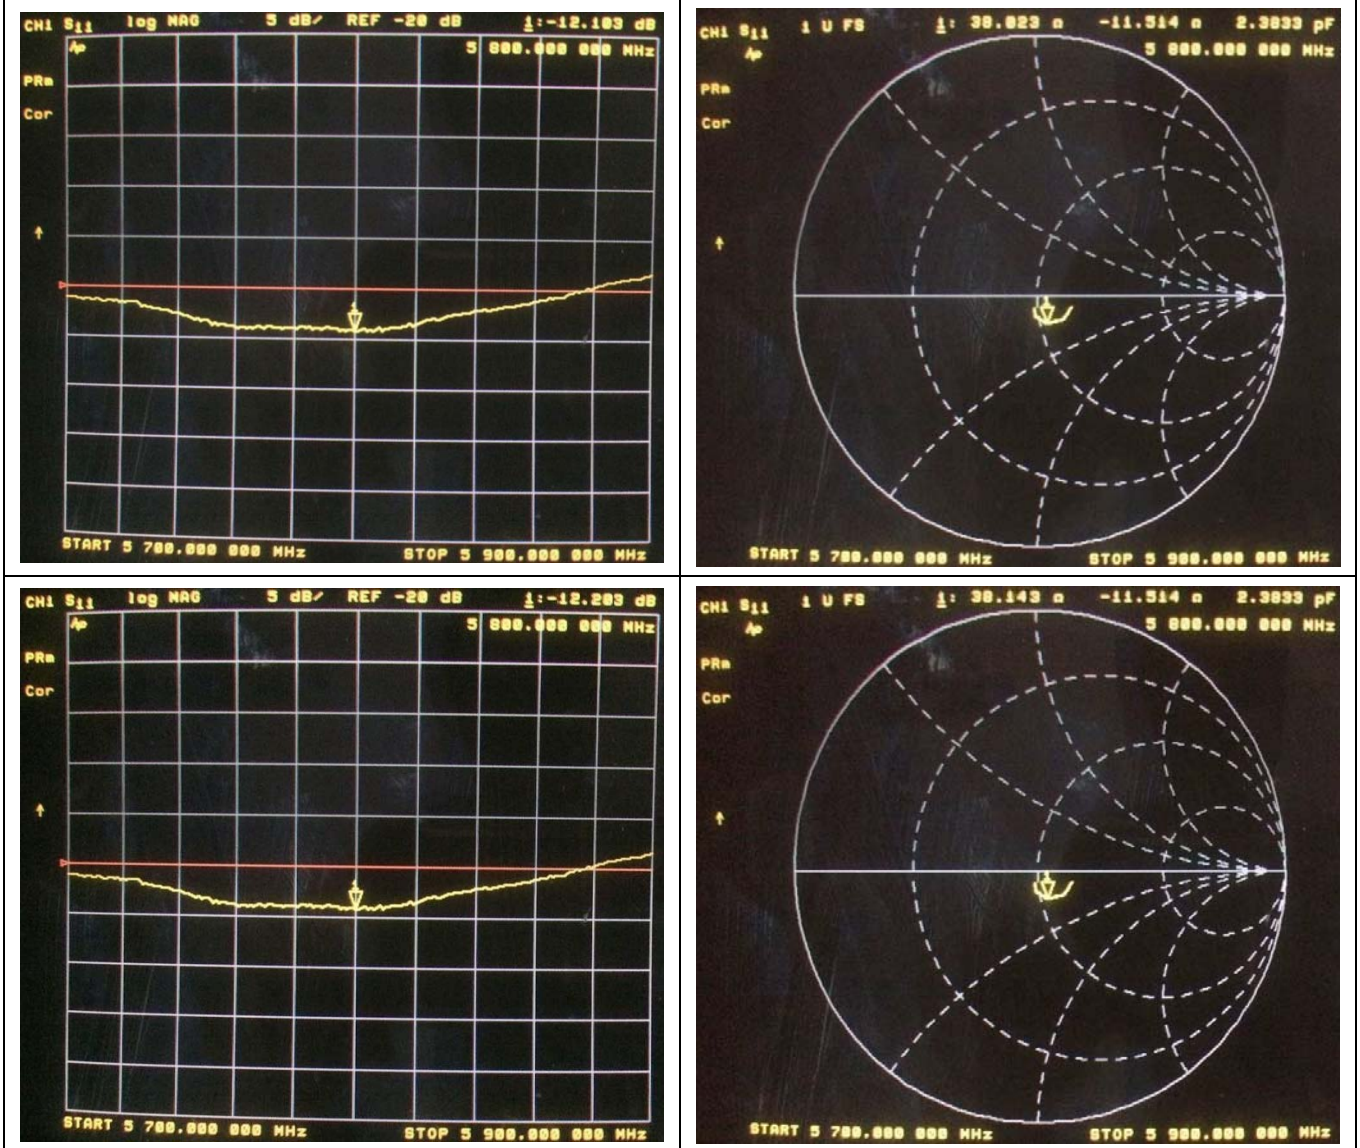 CH1 S11 log MAG 5 dB/ REF -20 dB 1:-12.103 dB
5 800.000 000 MHz
PRm
Cor
START 5 700.000 000 MHz STOP 5 900.000 000 MHz
CH1 S11 1 U FS 1: 38.023 Ω -11.514 Ω 2.3833 pF
5 800.000 000 MHz
PRm
Cor
START 5 700.000 000 MHz STOP 5 900.000 000 MHz
CH1 S11 log MAG 5 dB/ REF -20 dB 1:-12.203 dB
5 800.000 000 MHz
PRm
Cor
START 5 700.000 000 MHz STOP 5 900.000 000 MHz
CH1 S11 1 U FS 1: 38.143 Ω -11.514 Ω 2.3833 pF
5 800.000 000 MHz
PRm
Cor
START 5 700.000 000 MHz STOP 5 900.000 000 MHz